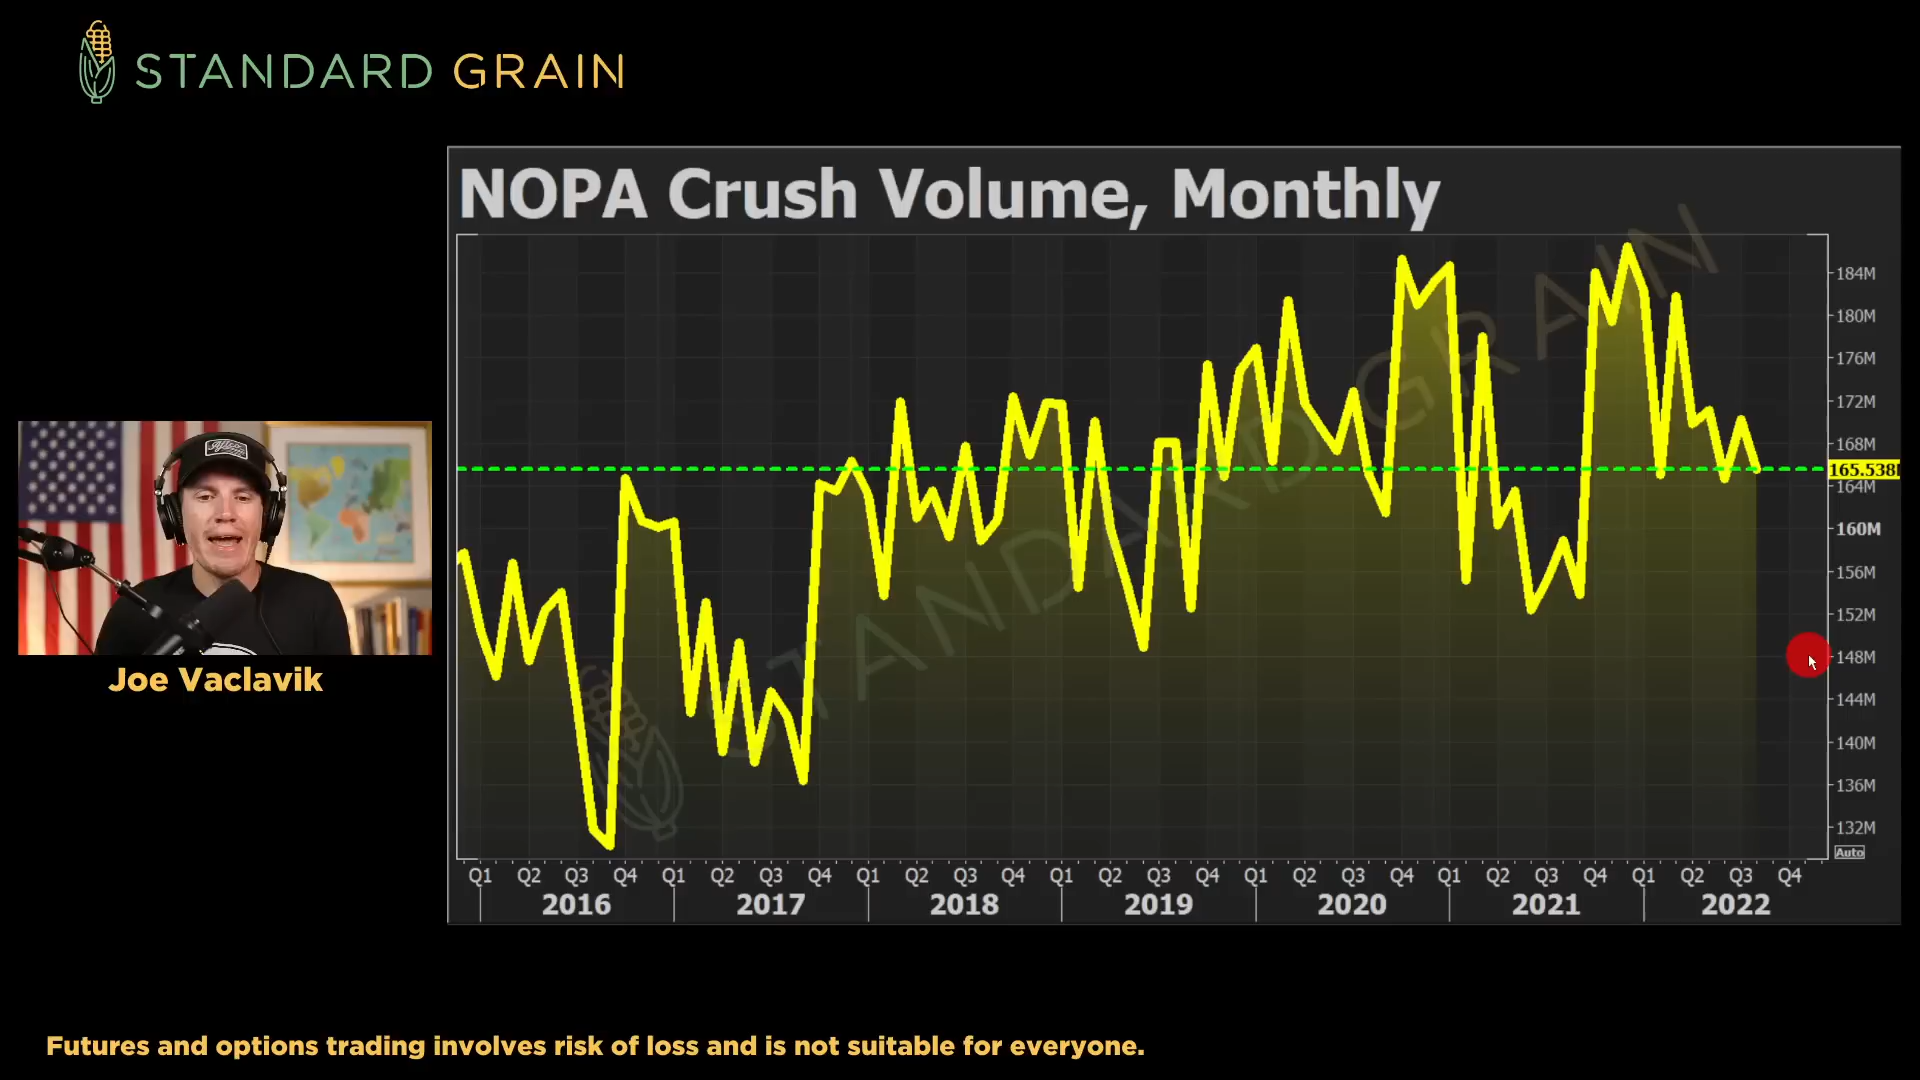 STANDARD GRAIN
NOPA Crush Volume, Monthly
STANDARD GRAIN
184M
180M
176M
172M
168M
165.538
164M
160M
156M
152M
148M
144M
140M
136M
132M
Auto
Q1 Q2 Q3 Q4 Q1 Q2 Q3 Q4 Q1 Q2 Q3 Q4 Q1 Q2 Q3 Q4 Q1 Q2 Q3 Q4 Q1 Q2 Q3 Q4 Q1 Q2 Q3 Q4
2016 2017 2018 2019 2020 2021 2022
Joe Vaclavik
Futures and options trading involves risk of loss and is not suitable for everyone.